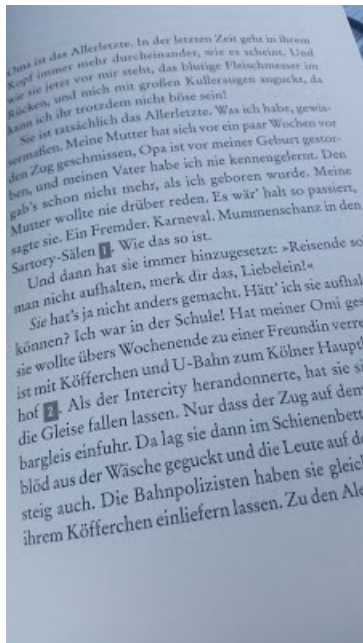 Oma ist das Allerletzte. In der letzten Zeit geht in ihrem
Kopf immer mehr durcheinander, wie es scheint. Und
wie sie jetzt vor mir steht, das blutige Fleischmesser im
Rücken, und mich mit großen Kulleraugen anguckt, da
kann ich ihr trotzdem nicht böse sein!
Sie ist tatsächlich das Allerletzte. Was ich habe, gewis-
sermaßen. Meine Mutter hat sich vor ein paar Wochen vor
den Zug geschmissen, Opa ist vor meiner Geburt gestor-
ben, und meinen Vater habe ich nie kennengelernt. Den
gab's schon nicht mehr, als ich geboren wurde. Meine
Mutter wollte nie drüber reden. Es wär' halt so passiert,
sagte sie. Ein Fremder. Karneval. Mummenschanz in den
Sartory-Sälen 1. Wie das so ist.
Und dann hat sie immer hinzugesetzt: »Reisende so
man nicht aufhalten, merk dir das, Liebelein!«
Sie hat's ja nicht anders gemacht. Hätt' ich sie aufhal
können? Ich war in der Schule! Hat meiner Omi ges
sie wollte übers Wochenende zu einer Freundin verr
ist mit Köfferchen und U-Bahn zum Kölner Haupt
hof 2. Als der Intercity herandonnerte, hat sie si
die Gleise fallen lassen. Nur dass der Zug auf dem
bargleis einfuhr. Da lag sie dann im Schienenbett
blöd aus der Wäsche geguckt und die Leute auf de
steig auch. Die Bahnpolizisten haben sie gleich
ihrem Köfferchen einliefern lassen. Zu den Ale